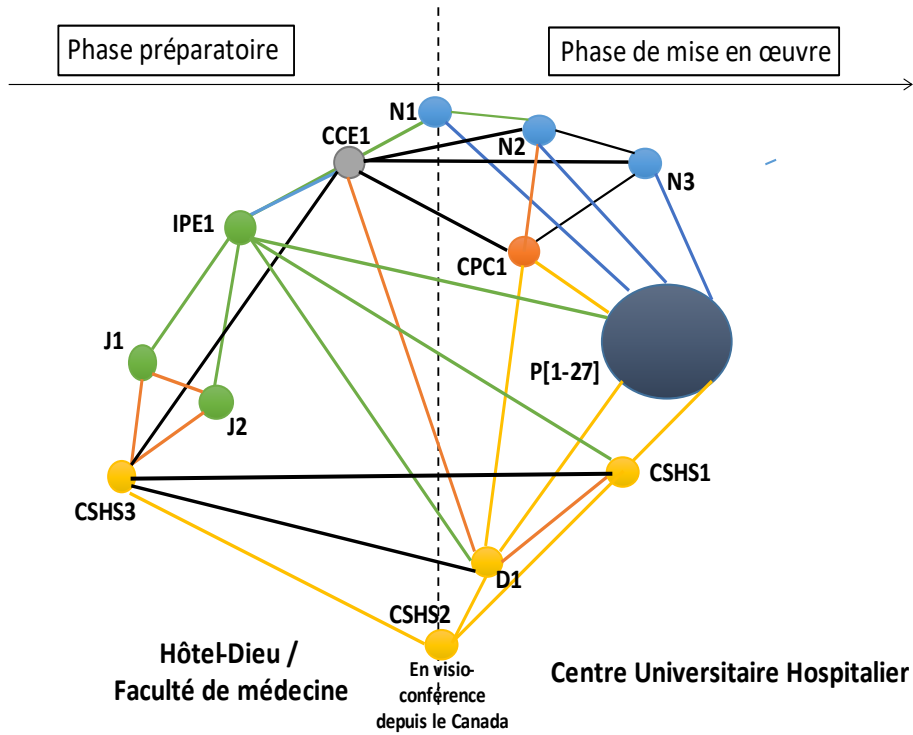 Phase préparatoire
Phase de mise en œuvre
N1
CCE1
N2
N3
IPE1
CPC1
J1
P[1-27]
J2
CSHS1
CSHS3
D1
CSHS2
Hôtel-Dieu /
Faculté de médecine
En visio-
conférence
depuis le Canada
Centre Universitaire Hospitalier